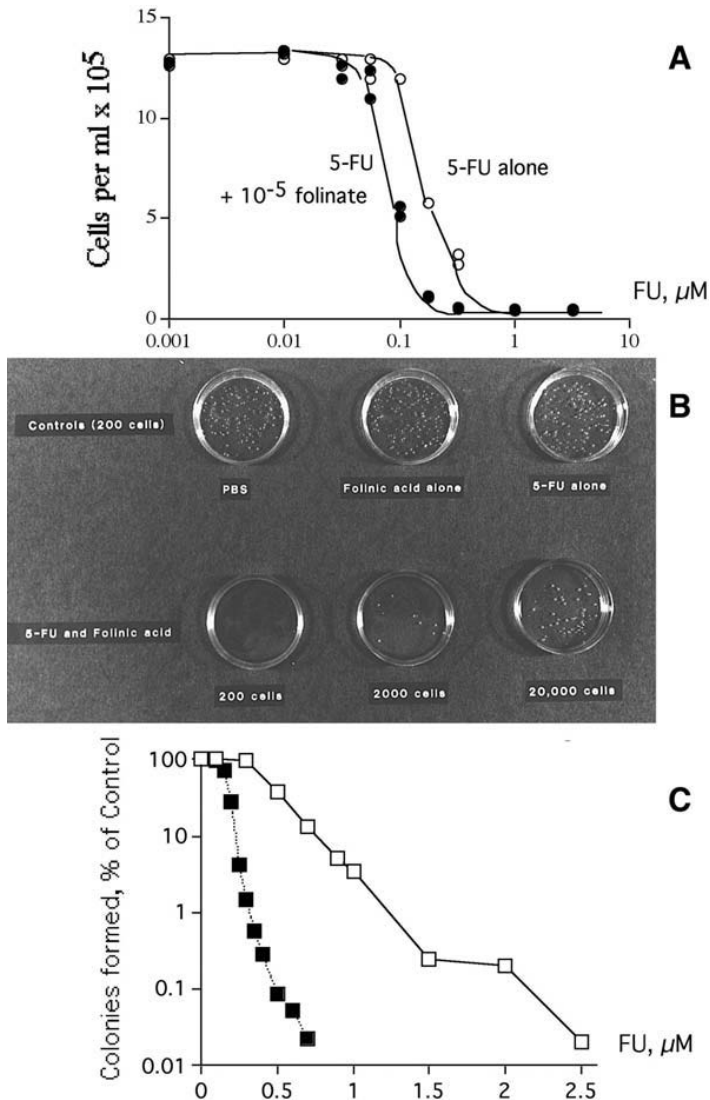 A
Cells per ml x 105
15
10
5
0
5-FU
+ 10⁻⁵ folinate
5-FU alone
FU, µM
0.001
0.01
0.1
1
10
B
Controls (200 cells)
PBS
Folinic acid alone
5-FU alone
5-FU and Folinic acid
200 cells
2000 cells
20,000 cells
C
Colonies formed, % of Control
100
10
1
0.1
0.01
FU, µM
0
0.5
1
1.5
2
2.5